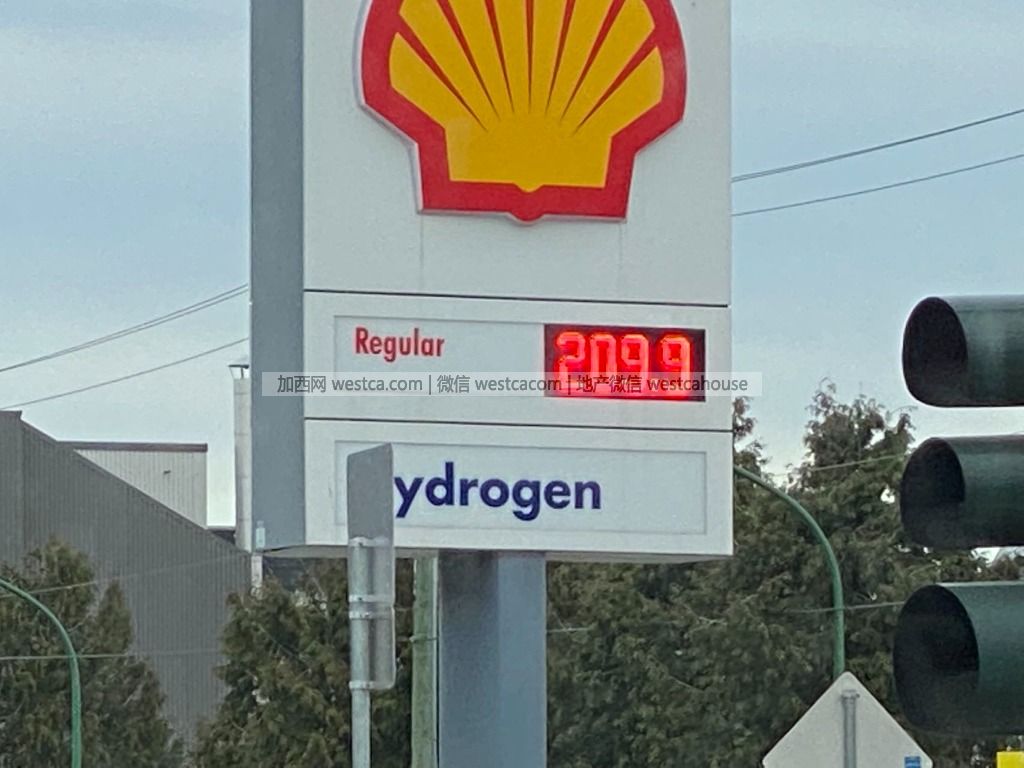 Regular
2099
加西网 westca.com | 微信 westcacom | 地产微信 westcahouse
ydrogen